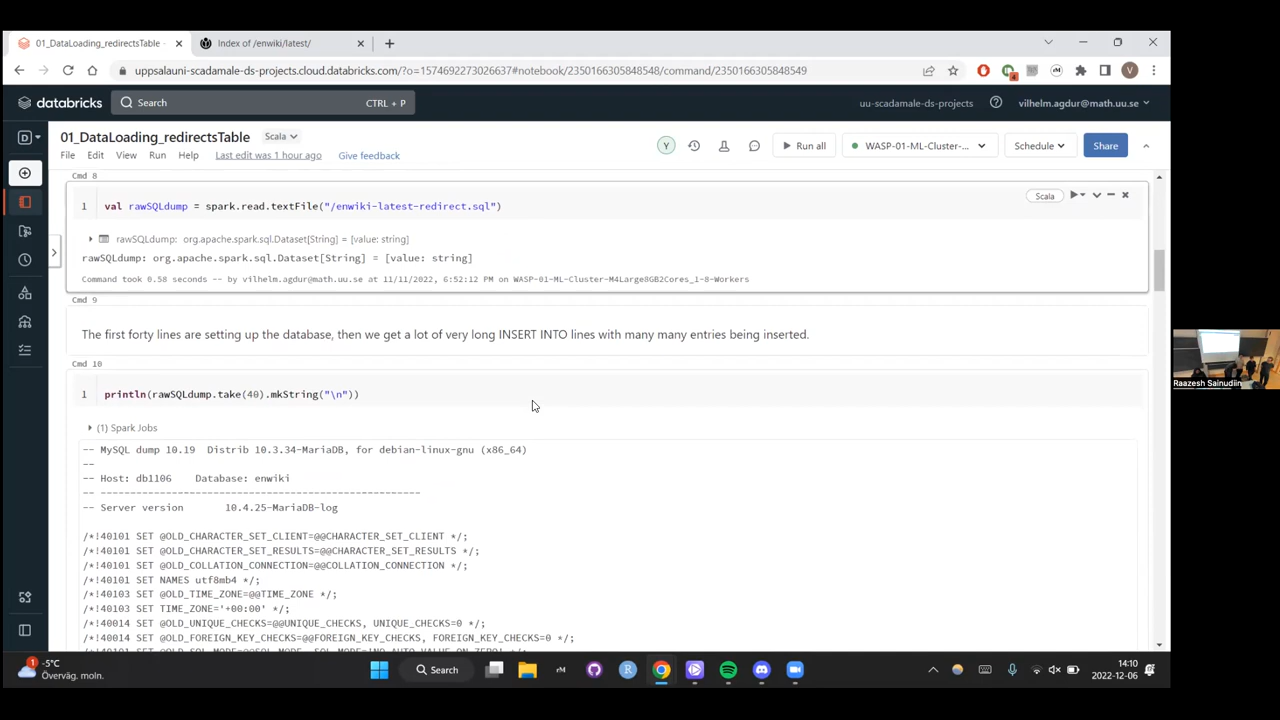 01_DataLoading_redirectsTable
Index of /enwiki/latest/
uppsalauni-scadamale-ds-projects.cloud.databricks.com/?o=1574692273026637#notebook/2350166305848548/command/2350166305848549
4
V
databricks
Search
CTRL + P
uu-scadamale-ds-projects
vilhelm.agdur@math.uu.se
D
01_DataLoading_redirectsTable
Scala
File
Edit
View
Run
Help
Last edit was 1 hour ago
Give feedback
Y
Run all
WASP-01-ML-Cluster-...
Schedule
Share
Cmd 8
1
val rawSQLdump = spark.read.textFile("/enwiki-latest-redirect.sql")
Scala
rawSQLdump: org.apache.spark.sql.Dataset[String] = [value: string]
rawSQLdump: org.apache.spark.sql.Dataset[String] = [value: string]
Command took 0.58 seconds -- by vilhelm.agdur@math.uu.se at 11/11/2022, 6:52:12 PM on WASP-01-ML-Cluster-M4Large8GB2Cores_1-8-Workers
Cmd 9
The first forty lines are setting up the database, then we get a lot of very long INSERT INTO lines with many many entries being inserted.
Cmd 10
1
println(rawSQLdump.take(40).mkString("\n"))
(1) Spark Jobs
-- MySQL dump 10.19  Distrib 10.3.34-MariaDB, for debian-linux-gnu (x86_64)
--
-- Host: db1106    Database: enwiki
-- ------------------------------------------------------
-- Server version      10.4.25-MariaDB-log
/*!40101 SET @OLD_CHARACTER_SET_CLIENT=@@CHARACTER_SET_CLIENT */;
/*!40101 SET @OLD_CHARACTER_SET_RESULTS=@@CHARACTER_SET_RESULTS */;
/*!40101 SET @OLD_COLLATION_CONNECTION=@@COLLATION_CONNECTION */;
/*!40101 SET NAMES utf8mb4 */;
/*!40103 SET @OLD_TIME_ZONE=@@TIME_ZONE */;
/*!40103 SET TIME_ZONE='+00:00' */;
/*!40014 SET @OLD_UNIQUE_CHECKS=@@UNIQUE_CHECKS, UNIQUE_CHECKS=0 */;
/*!40014 SET @OLD_FOREIGN_KEY_CHECKS=@@FOREIGN_KEY_CHECKS, FOREIGN_KEY_CHECKS=0 */;
Raazesh Sainudiin
1
-5°C
Överväg. moln.
Search
rM
R
14:10
2022-12-06